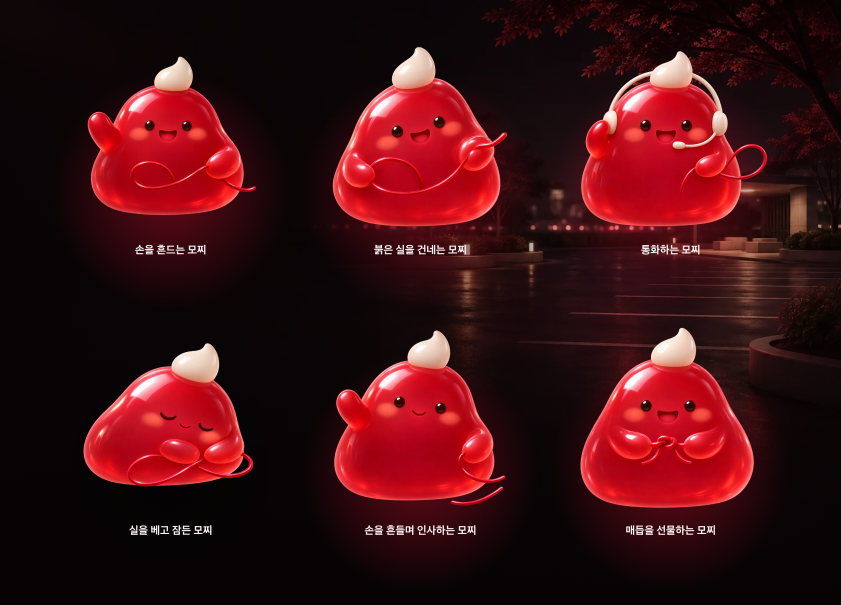 손을 흔드는 모찌
붉은 실을 건네는 모찌
통화하는 모찌
실을 베고 잠든 모찌
손을 흔들며 인사하는 모찌
매듭을 선물하는 모찌